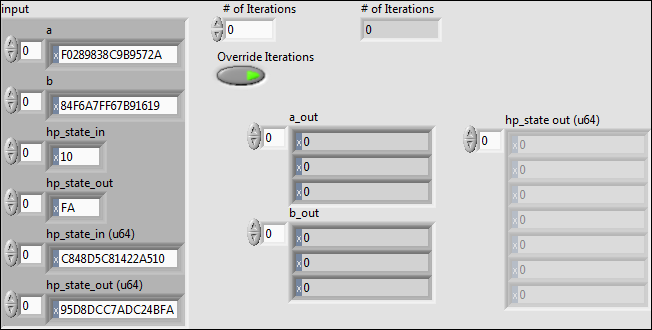 input
# of Iterations
# of Iterations
a
0
x F0289838C9B9572A
0
0
Override Iterations
b
0
x 84F6A7FF67B91619
hp_state_in
0
x 10
a_out
0
x 0
x 0
x 0
hp_state out (u64)
0
x 0
x 0
x 0
x 0
x 0
x 0
x 0
hp_state_out
0
x FA
b_out
0
x 0
x 0
x 0
hp_state_in (u64)
0
x C848D5C81422A510
hp_state_out (u64)
0
x 95D8DCC7ADC24BFA